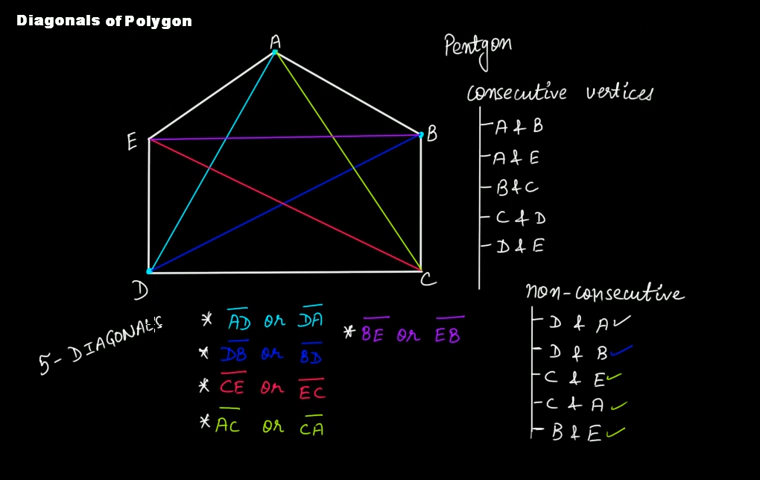 Diagonals of Polygon
A
E
B
D
C
Pentgon
consecutive vertices
A & B
A & E
B & C
C & D
D & E
non-consecutive
D & A ✓
D & B ✓
C & E ✓
C & A ✓
B & E ✓
5 - DIAGONALS
* AD or DA
* DB or BD
* CE or EC
* AC or CA
* BE or EB